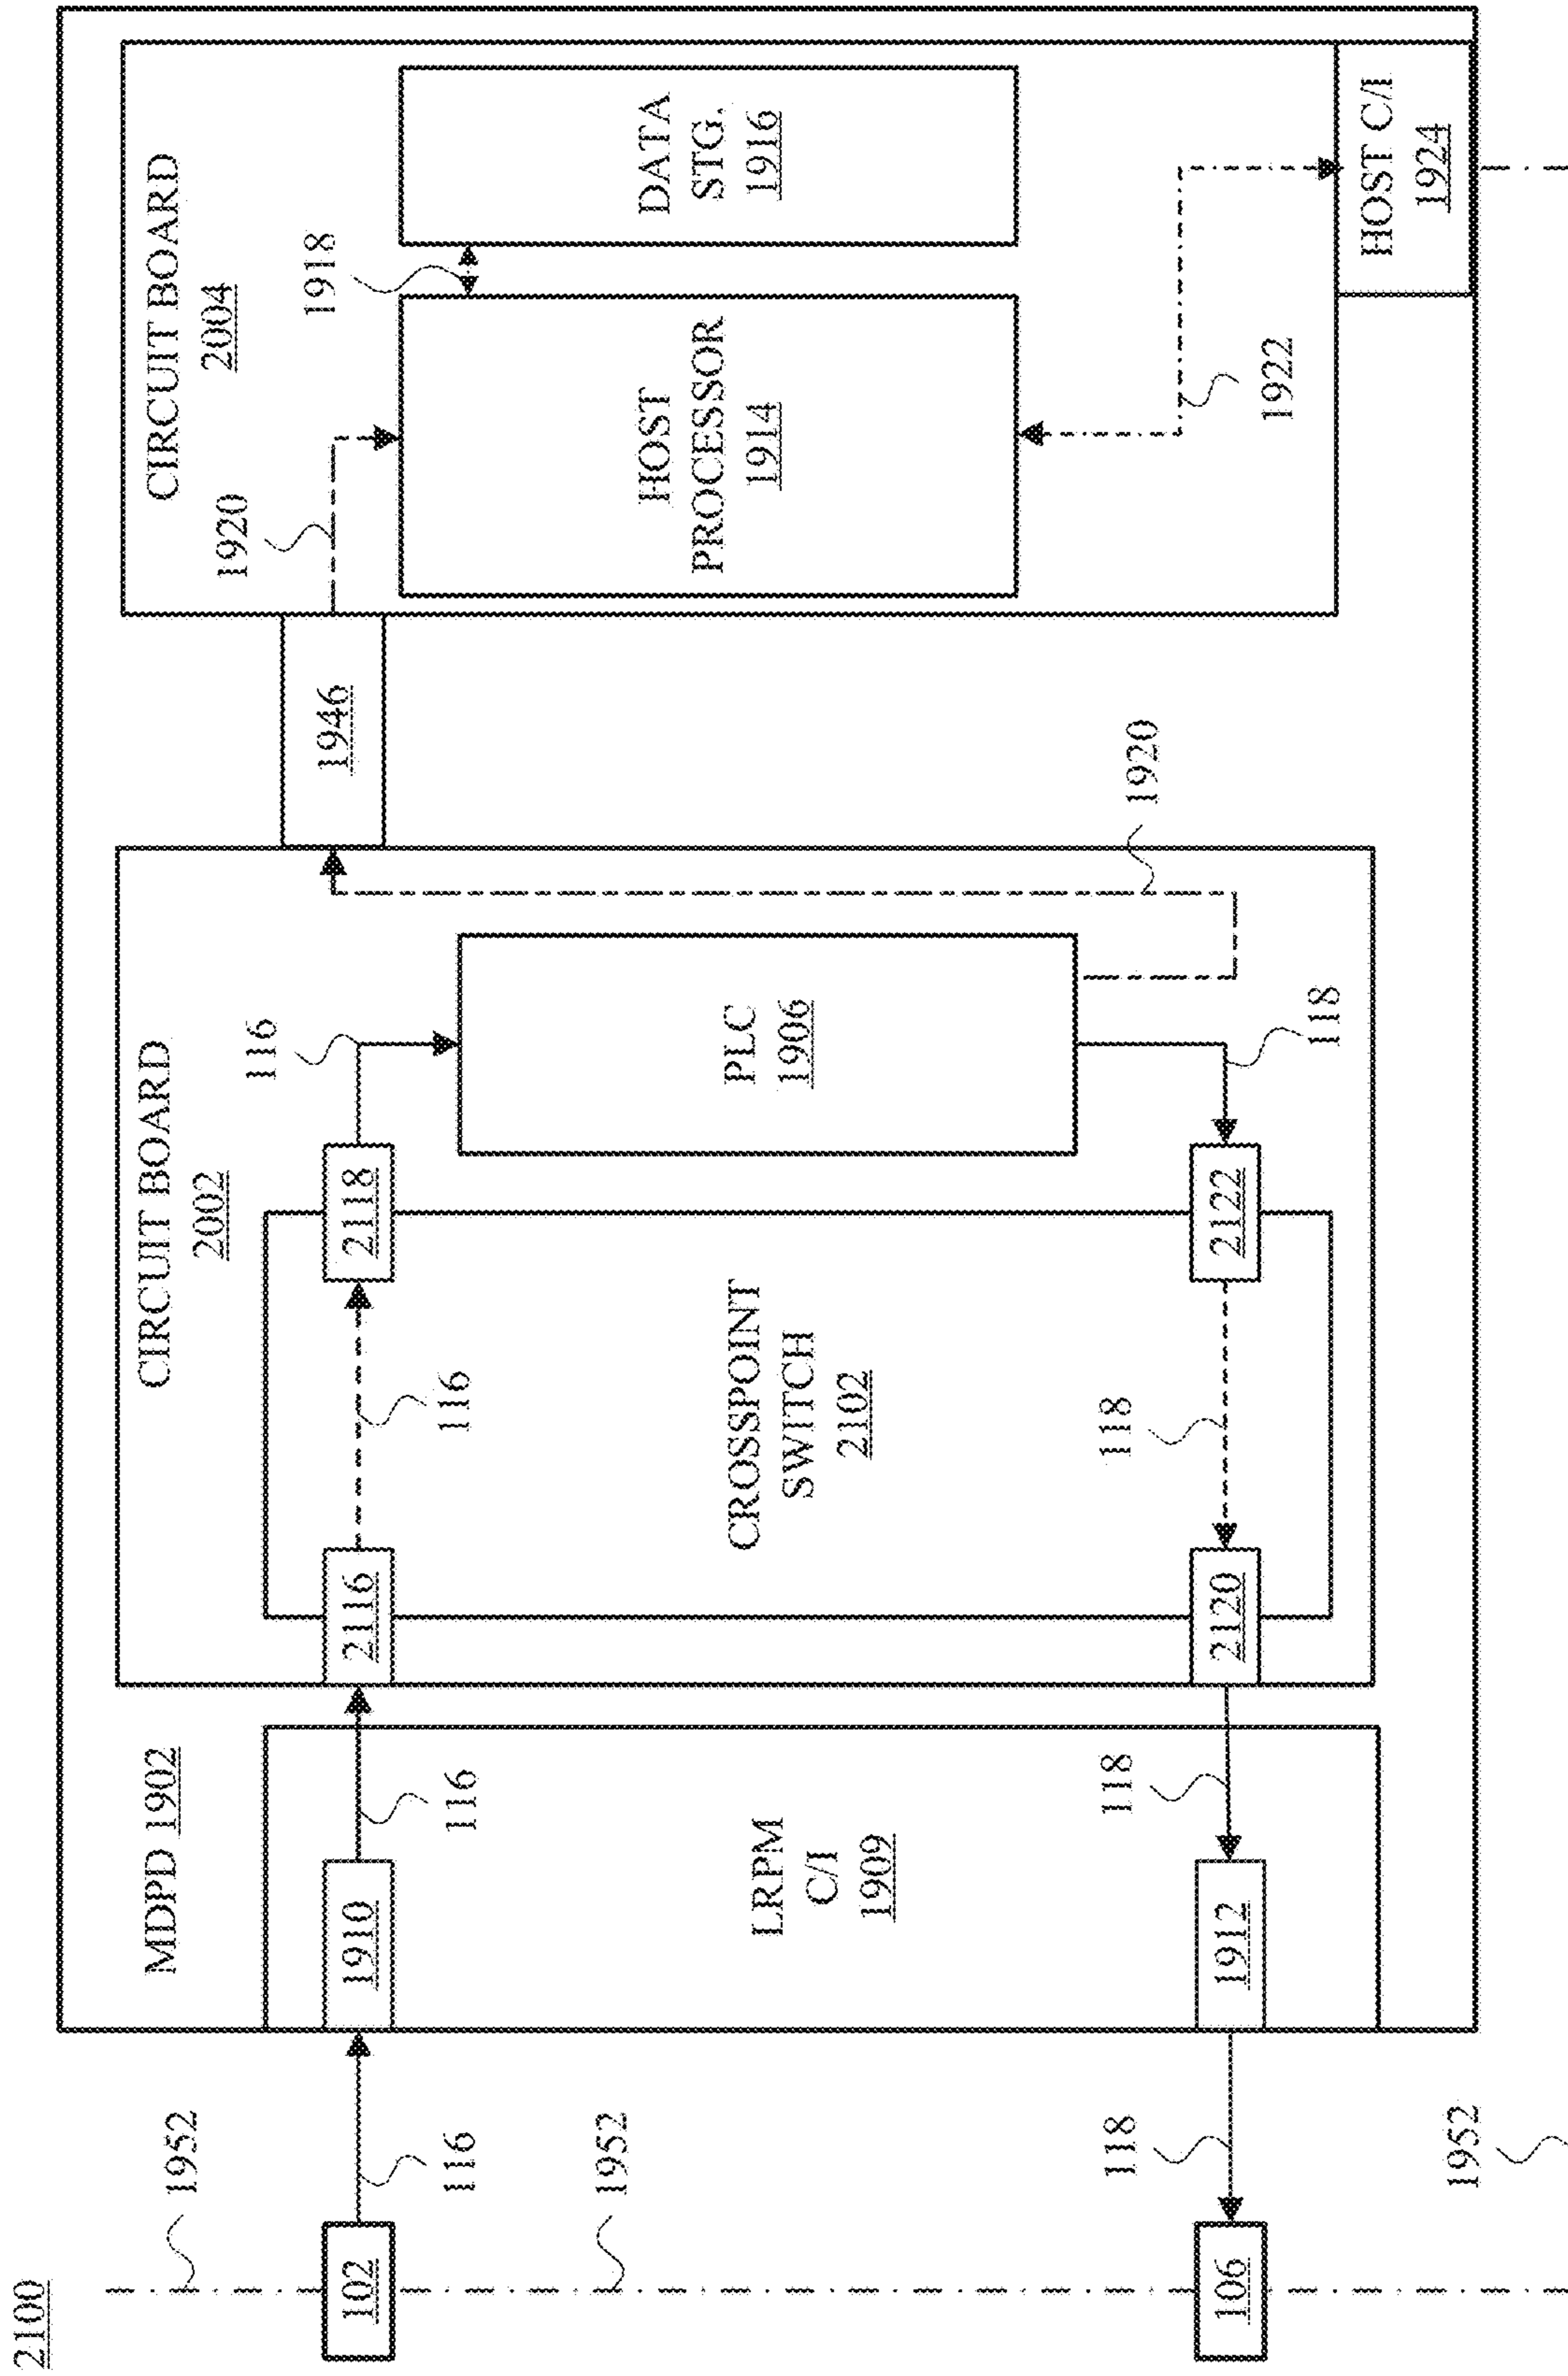 2100
1952
102
116
1952
106
118
1952
MDPD 1902
1910
116
LRPM
C/I
1909
1912
118
CIRCUIT BOARD
2002
2116
116
2118
CROSSPOINT
SWITCH
2102
2120
118
2122
116
PLC
1906
118
1920
1946
CIRCUIT BOARD
2004
1920
HOST
PROCESSOR
1914
1918
DATA
STG.
1916
1922
HOST C/I
1924